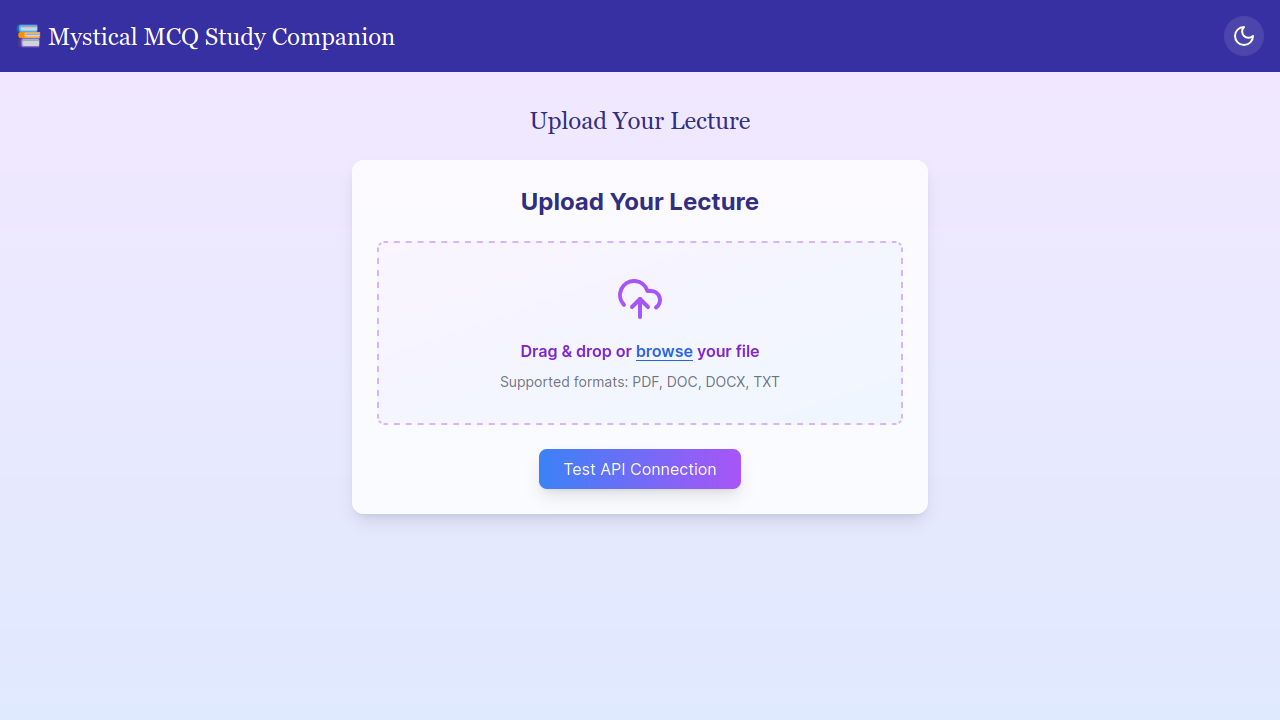 Mystical MCQ Study Companion
Upload Your Lecture
Upload Your Lecture
Drag & drop or browse your file
Supported formats: PDF, DOC, DOCX, TXT
Test API Connection